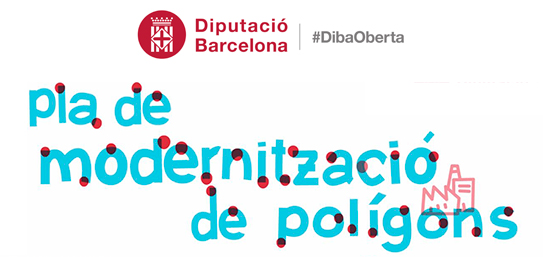 Diputació
Barcelona
#DibaOberta
pla de
modernització
de polígons